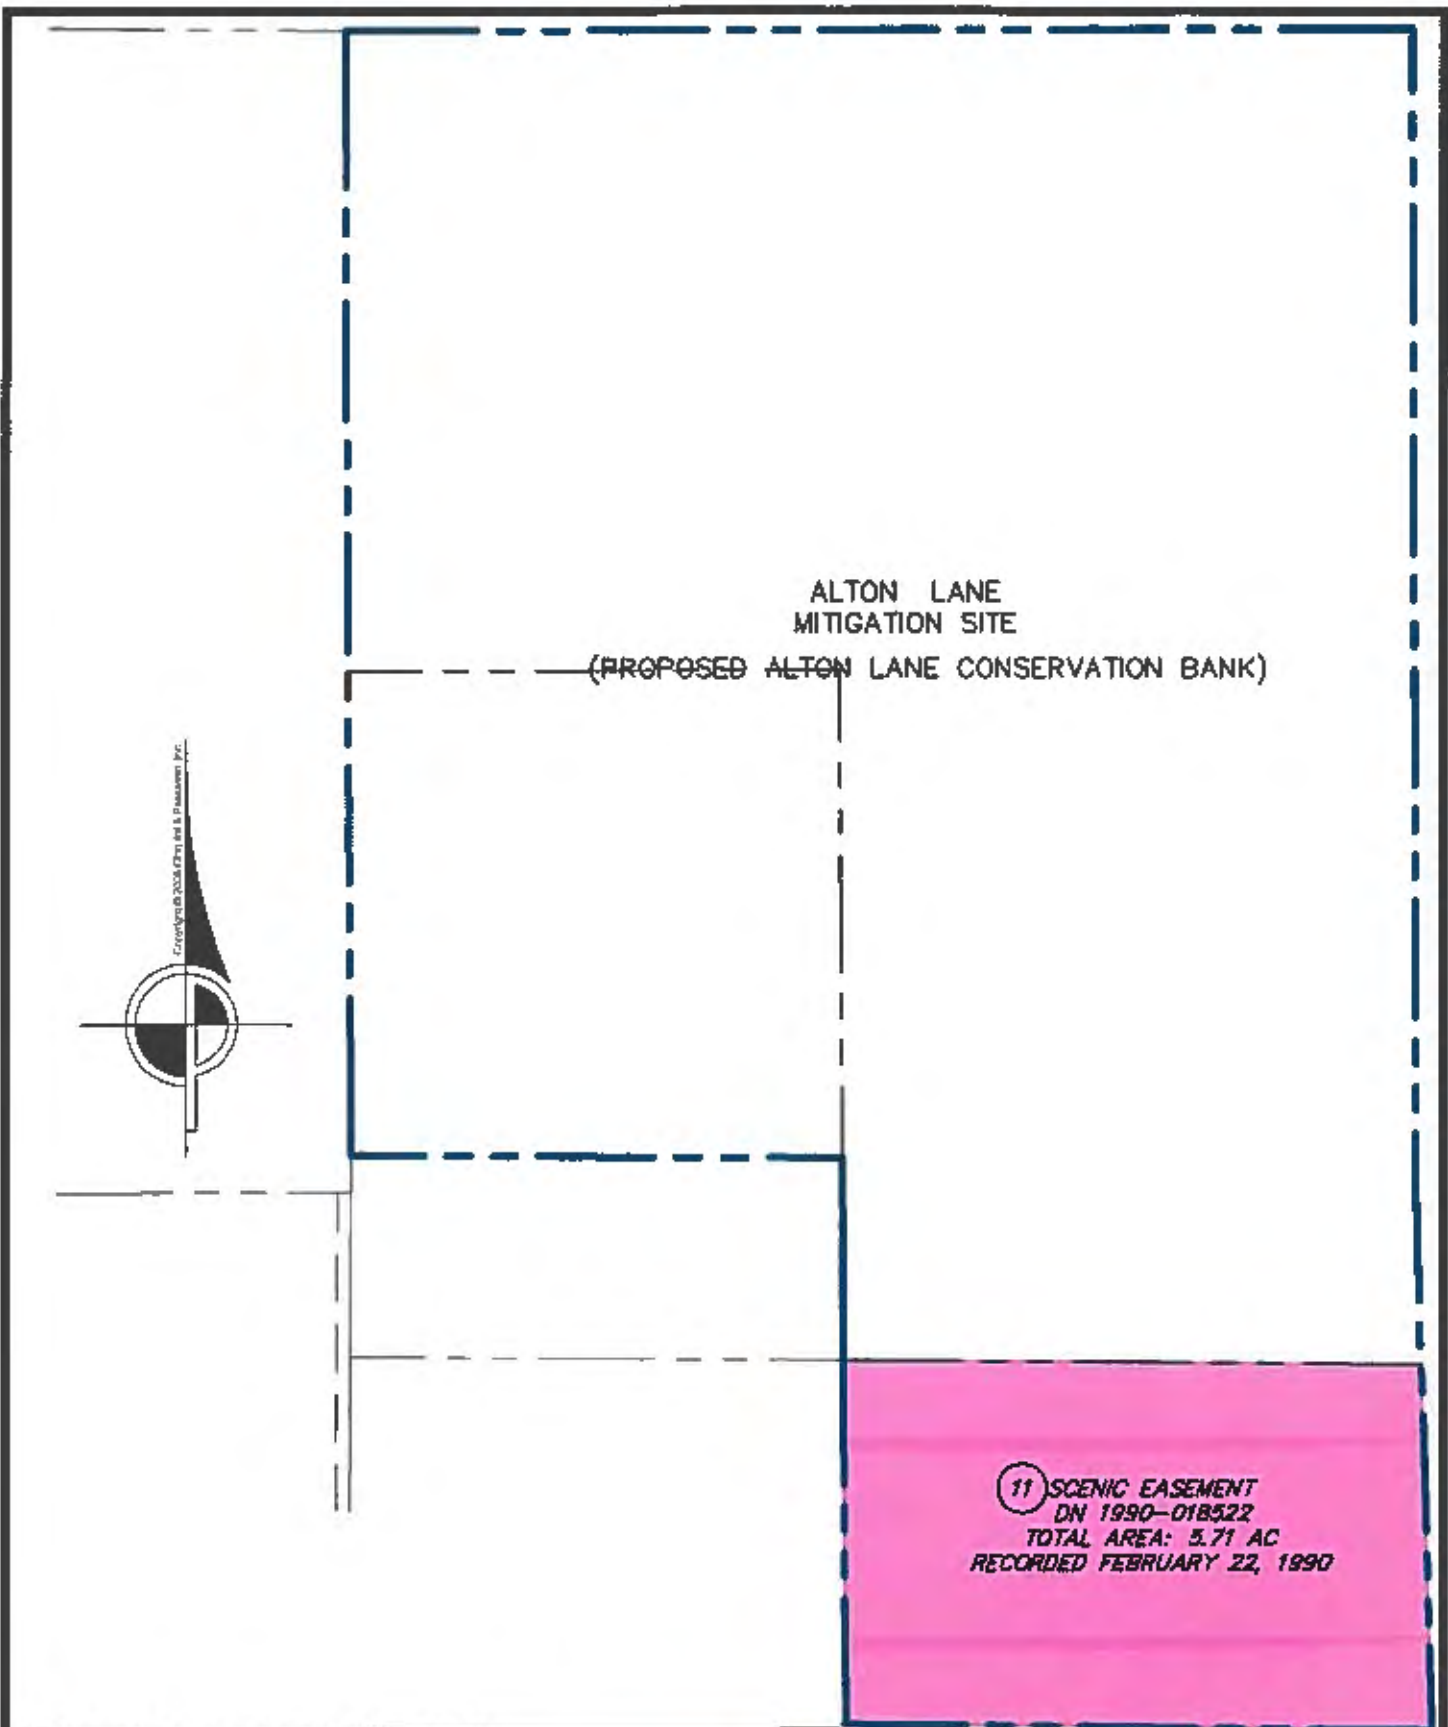 ALTON LANE
MITIGATION SITE
(PROPOSED ALTON LANE CONSERVATION BANK)
11 SCENIC EASEMENT
DN 1990-018522
TOTAL AREA: 5.71 AC
RECORDED FEBRUARY 22, 1990